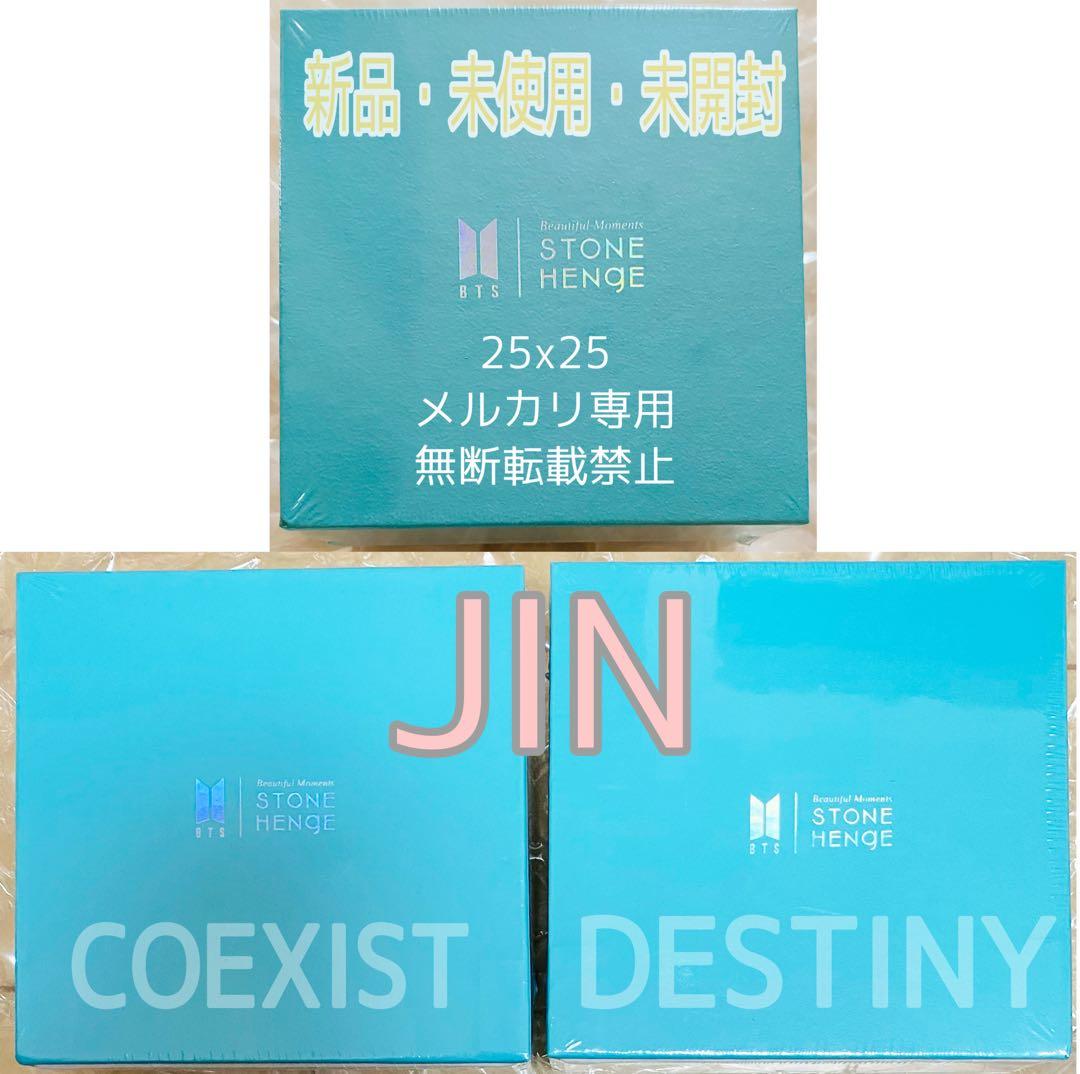 新品・未使用・未開封
Beautiful Moments
STONE
HENgE
BTS
25x25
メルカリ専用
無断転載禁止
JIN
Beautiful Moments
STONE
HENgE
BTS
COEXIST
Beautiful Moments
STONE
HENgE
BTS
DESTINY